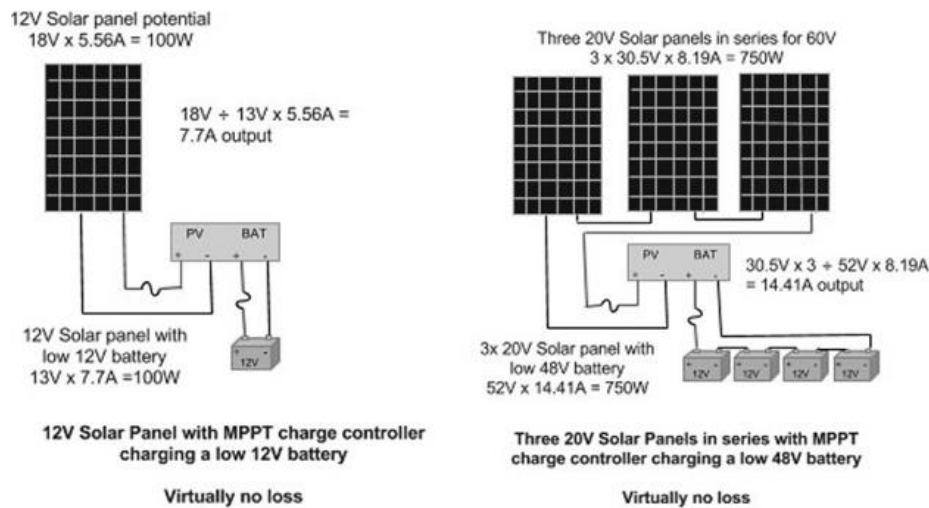 12V Solar panel potential
18V x 5.56A = 100W
18V ÷ 13V x 5.56A =
7.7A output
PV BAT
+ - + -
+ -
12V
12V Solar panel with
low 12V battery
13V x 7.7A =100W
12V Solar Panel with MPPT charge controller
charging a low 12V battery
Virtually no loss
Three 20V Solar panels in series for 60V
3 x 30.5V x 8.19A = 750W
PV BAT
+ - + -
30.5V x 3 ÷ 52V x 8.19A
= 14.41A output
+ - + - + - + -
12V 12V 12V 12V
3x 20V Solar panel with
low 48V battery
52V x 14.41A = 750W
Three 20V Solar Panels in series with MPPT
charge controller charging a low 48V battery
Virtually no loss